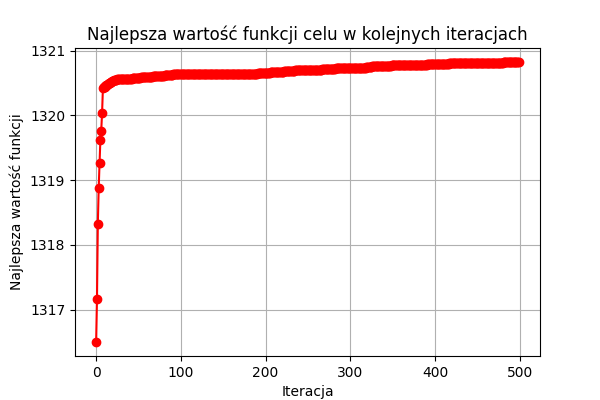 Najlepsza wartość funkcji celu w kolejnych iteracjach
1321
1320
1319
1318
1317
Najlepsza wartość funkcji
0 100 200 300 400 500
Iteracja